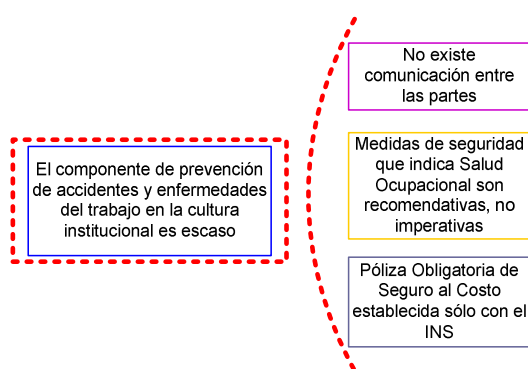 El componente de prevención
de accidentes y enfermedades
del trabajo en la cultura
institucional es escaso
No existe
comunicación entre
las partes
Medidas de seguridad
que indica Salud
Ocupacional son
recomendativas, no
imperativas
Póliza Obligatoria de
Seguro al Costo
establecida sólo con el
INS